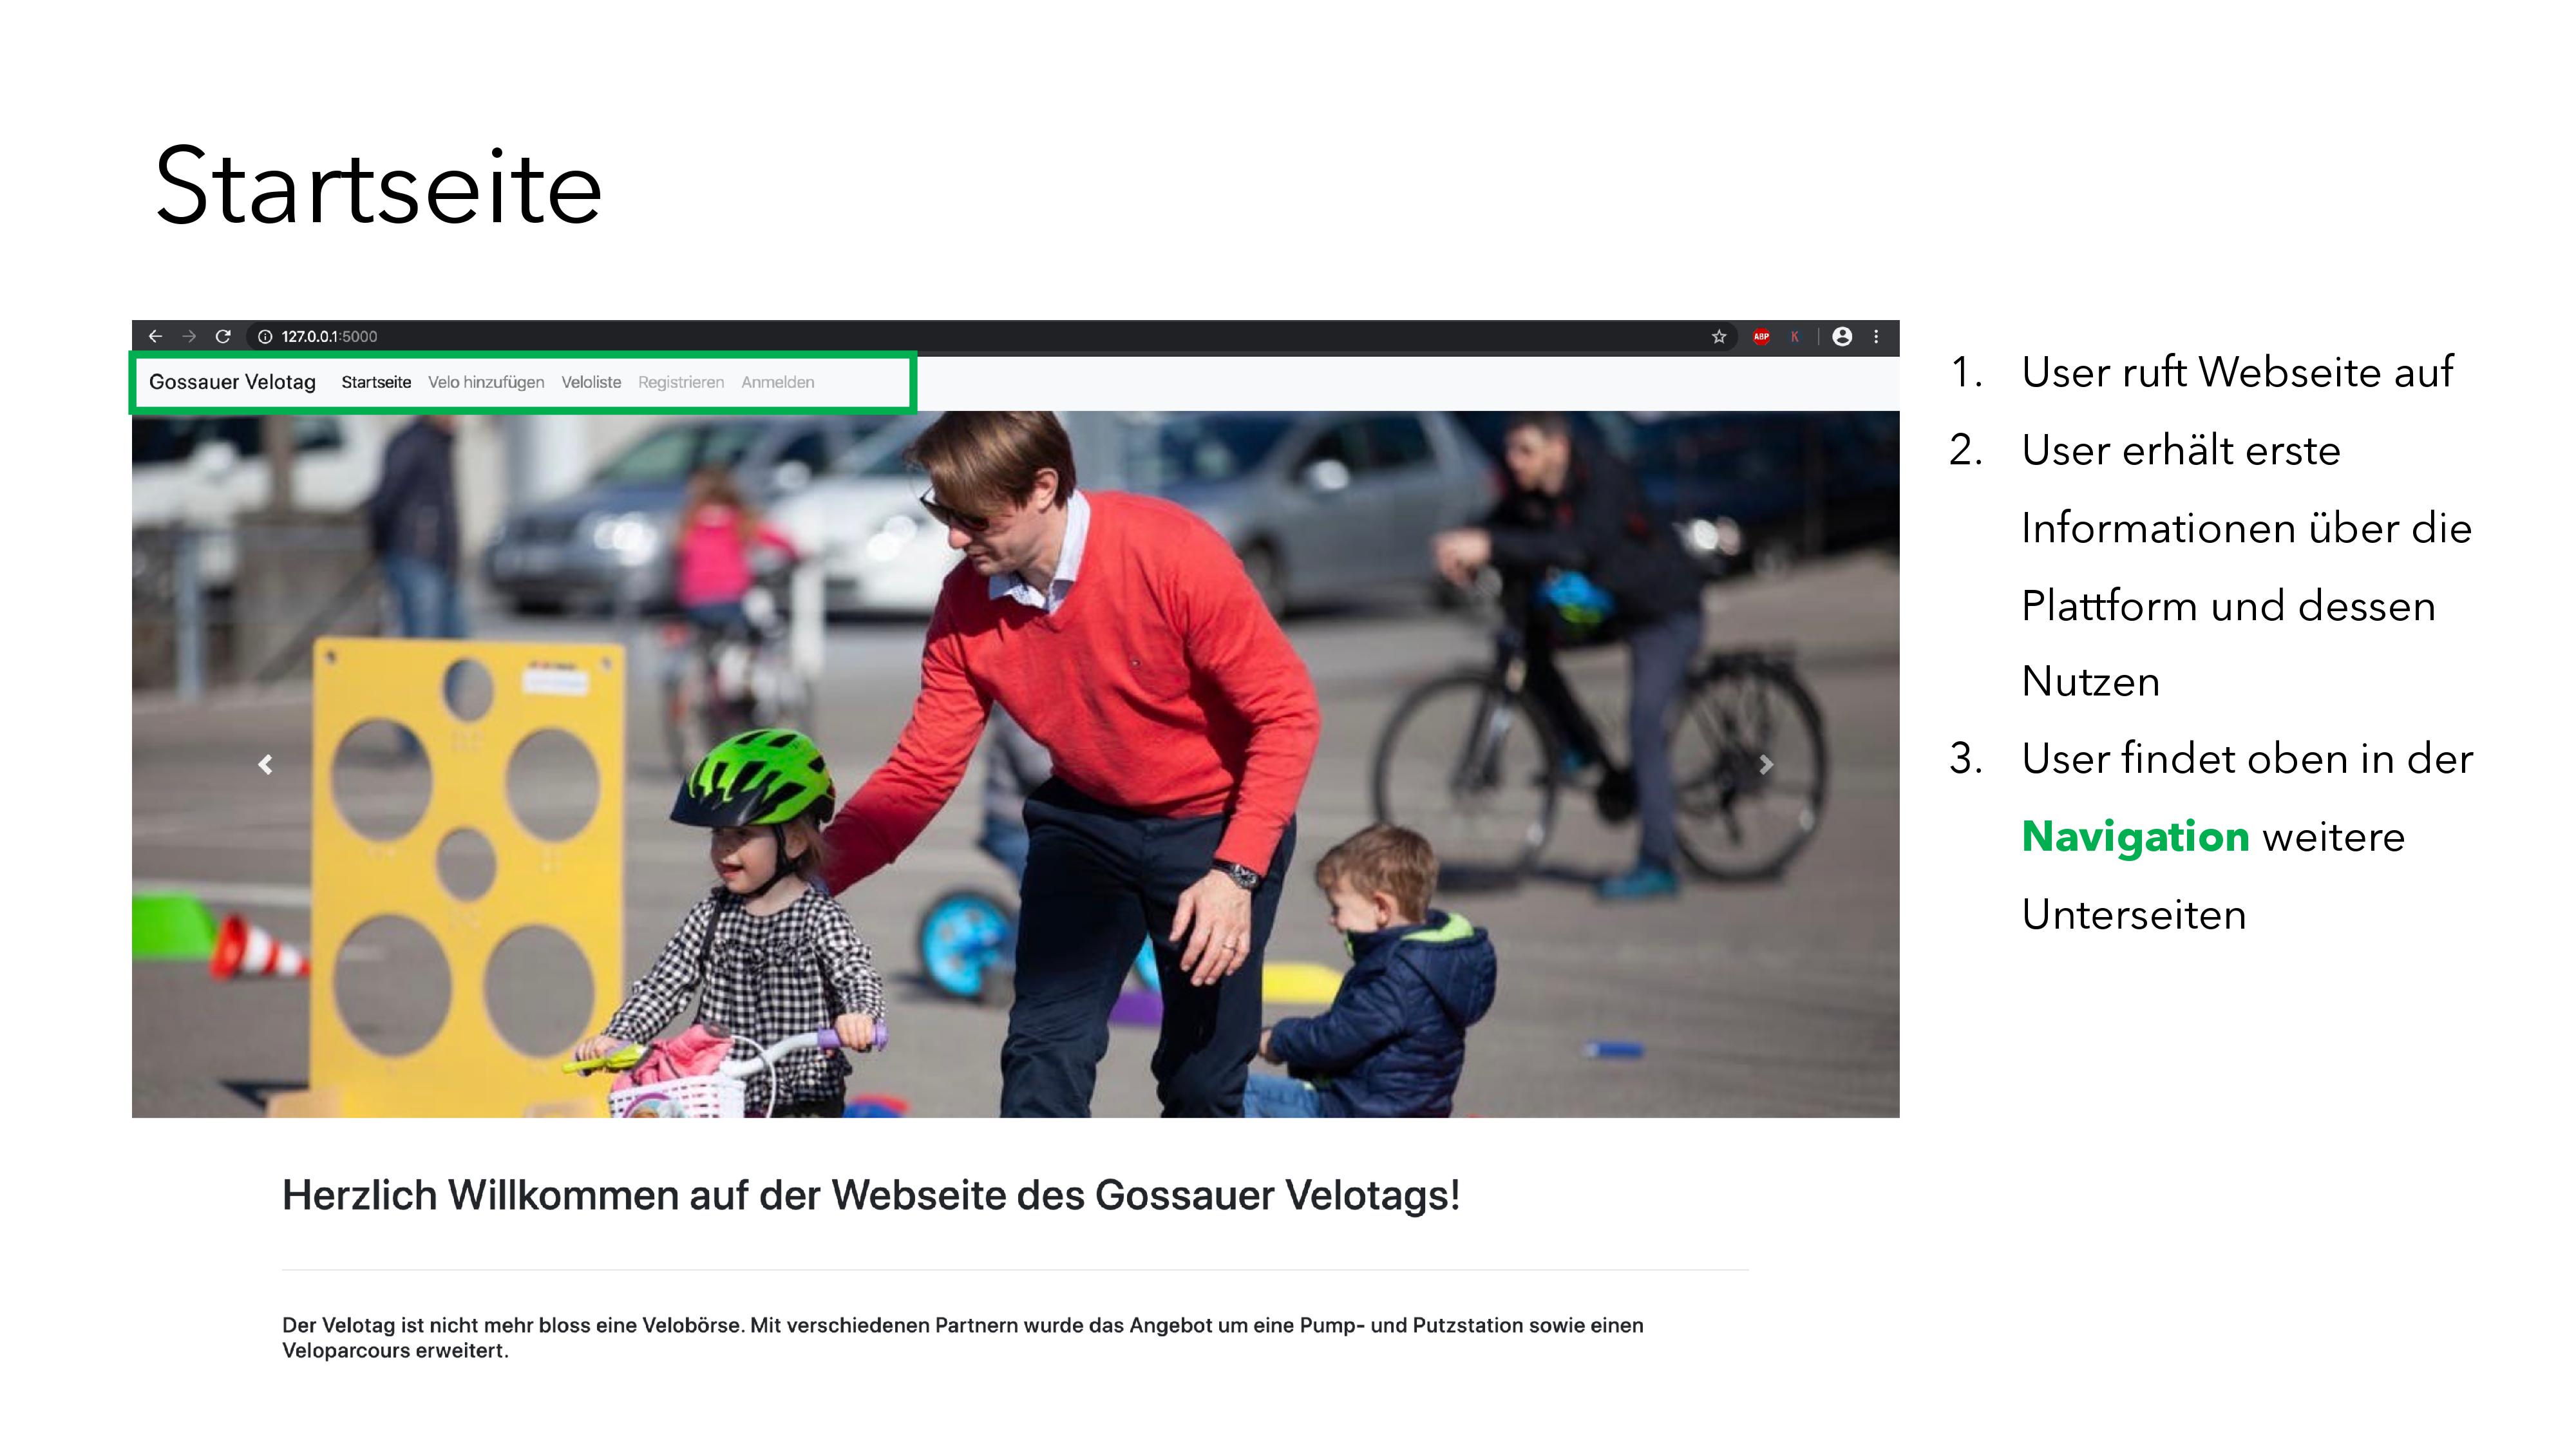 Startseite
127.0.0.1:5000
ABP
K
Gossauer Velotag Startseite Velo hinzufügen Veloliste Registrieren Anmelden
1. User ruft Webseite auf
2. User erhält erste
Informationen über die
Plattform und dessen
Nutzen
3. User findet oben in der
Navigation weitere
Unterseiten
Herzlich Willkommen auf der Webseite des Gossauer Velotags!
Der Velotag ist nicht mehr bloss eine Velobörse. Mit verschiedenen Partnern wurde das Angebot um eine Pump- und Putzstation sowie einen
Veloparcours erweitert.